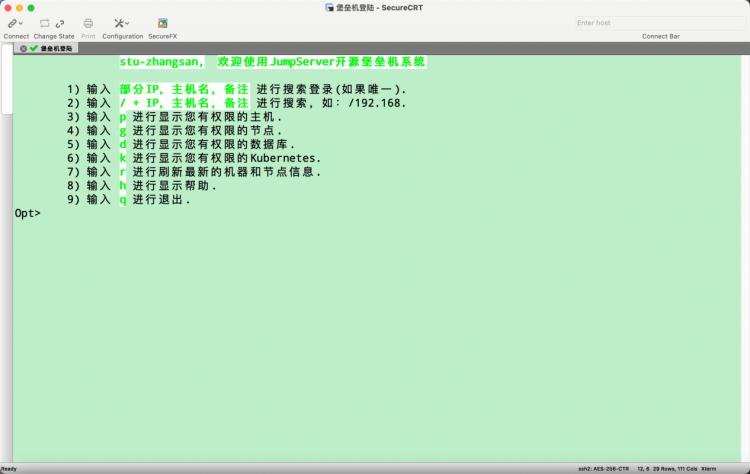 堡垒机登陆 - SecureCRT
Enter host
Connect Change State Print Configuration SecureFX Connect Bar
堡垒机登陆
stu-zhangsan, 欢迎使用JumpServer开源堡垒机系统
1) 输入 部分IP, 主机名, 备注 进行搜索登录(如果唯一).
2) 输入 / + IP, 主机名, 备注 进行搜索, 如: /192.168.
3) 输入 p 进行显示您有权限的主机.
4) 输入 g 进行显示您有权限的节点.
5) 输入 d 进行显示您有权限的数据库.
6) 输入 k 进行显示您有权限的Kubernetes.
7) 输入 r 进行刷新最新的机器和节点信息.
8) 输入 h 进行显示帮助.
9) 输入 q 进行退出.
Opt>
Ready ssh2: AES-256-CTR 12, 6 29 Rows, 111 Cols Xterm